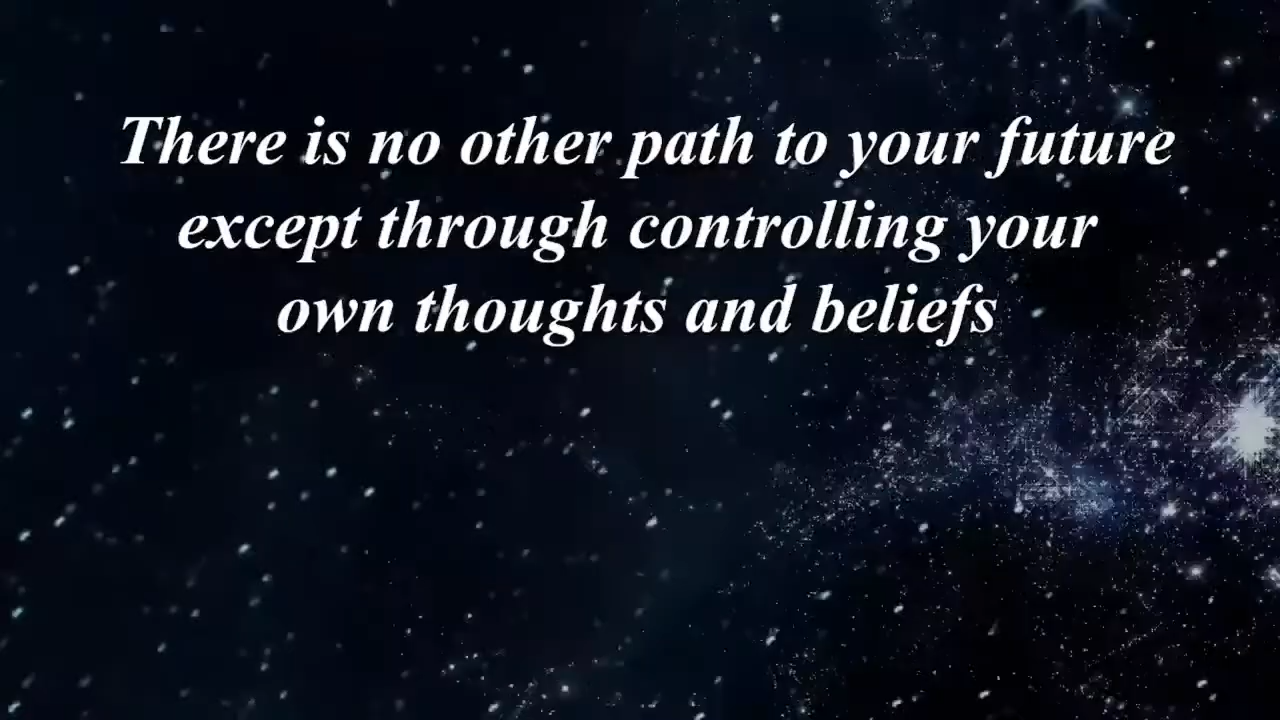 There is no other path to your future
except through controlling your
own thoughts and beliefs